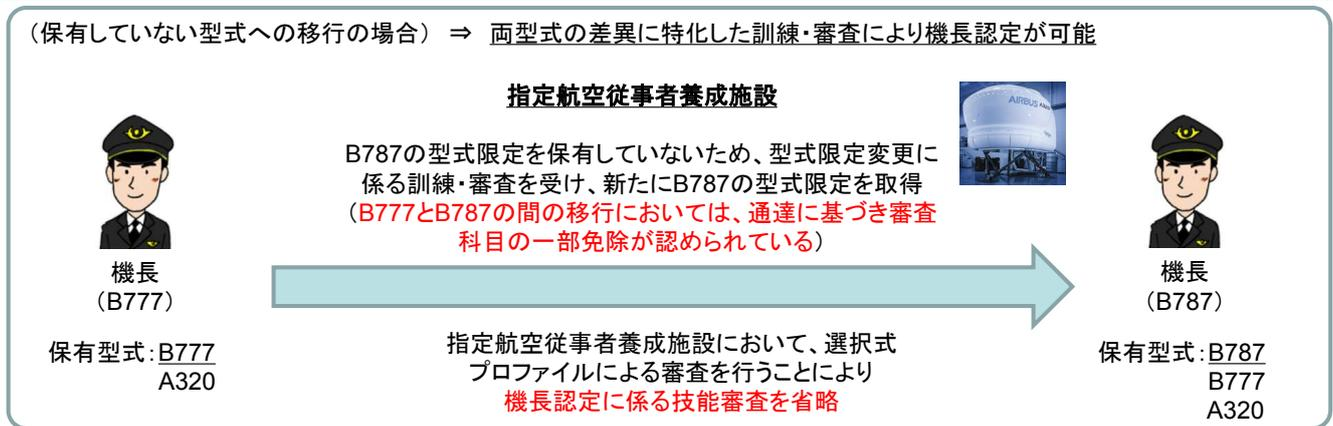 （保有していない型式への移行の場合） ⇒ 両型式の差異に特化した訓練・審査により機長認定が可能
指定航空従事者養成施設
AIRBUS
B787の型式限定を保有していないため、型式限定変更に
係る訓練・審査を受け、新たにB787の型式限定を取得
（B777とB787の間の移行においては、通達に基づき審査
科目の一部免除が認められている）
機長
（B777）
機長
（B787）
指定航空従事者養成施設において、選択式
プロファイルによる審査を行うことにより
機長認定に係る技能審査を省略
保有型式：B777
A320
保有型式：B787
B777
A320